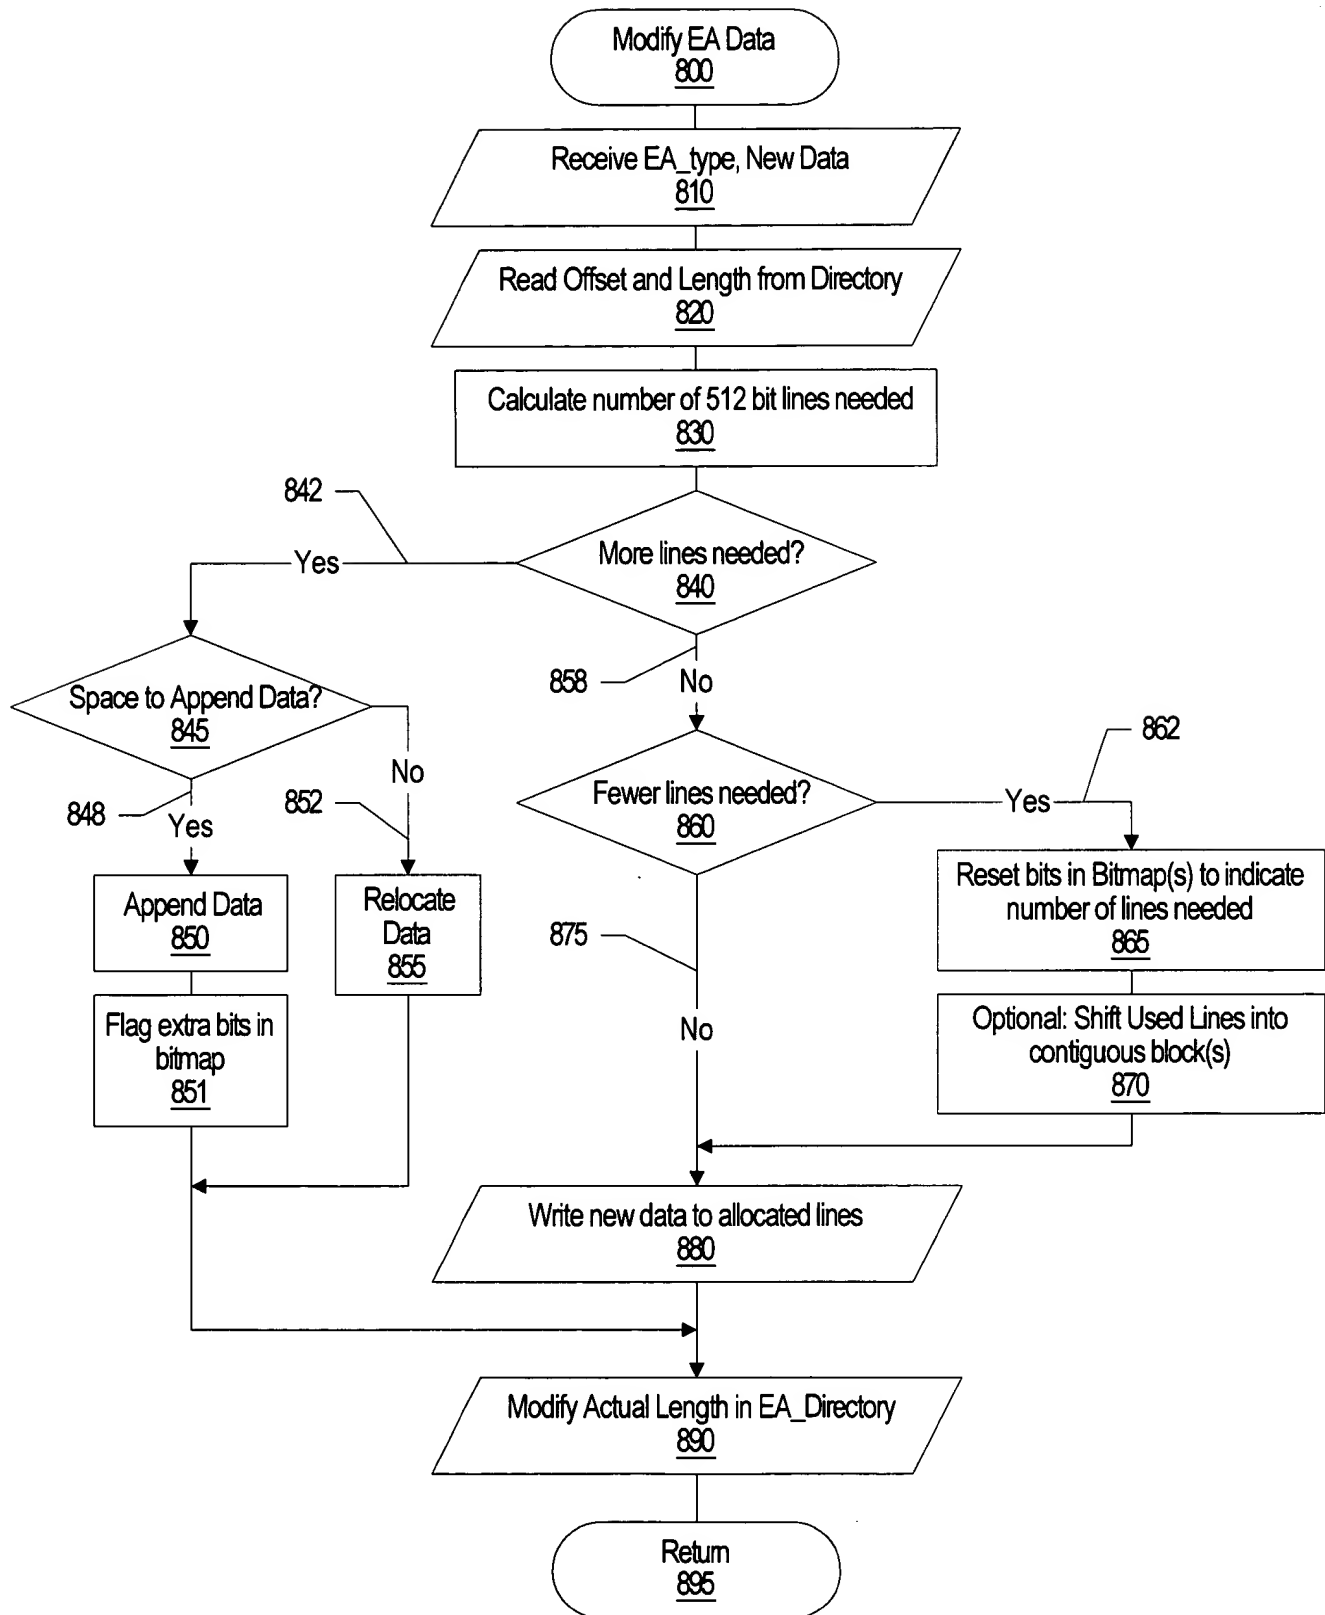 Modify EA Data
800
Receive EA_type, New Data
810
Read Offset and Length from Directory
820
Calculate number of 512 bit lines needed
830
842
Yes
More lines needed?
840
858
No
Space to Append Data?
845
848
Yes
No
852
862
Fewer lines needed?
860
Yes
Append Data
850
Relocate
Data
855
Reset bits in Bitmap(s) to indicate
number of lines needed
865
875
No
Flag extra bits in
bitmap
851
Optional: Shift Used Lines into
contiguous block(s)
870
Write new data to allocated lines
880
Modify Actual Length in EA_Directory
890
Return
895